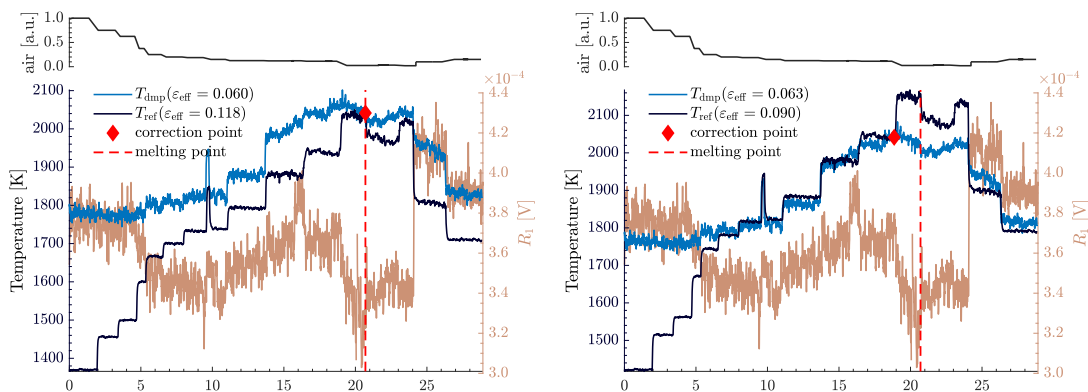 air [a.u.]
1.0
0.5
0.0
×10⁻⁴
Temperature [K]
2100
2000
1900
1800
1700
1600
1500
1400
T_dmp(ε_eff = 0.060)
T_ref(ε_eff = 0.118)
correction point
melting point
4.4
4.2
4.0
3.8
3.6
3.4
3.2
3.0
R₁ [V]
0 5 10 15 20 25
air [a.u.]
1.0
0.5
0.0
×10⁻⁴
Temperature [K]
2100
2000
1900
1800
1700
1600
1500
T_dmp(ε_eff = 0.063)
T_ref(ε_eff = 0.090)
correction point
melting point
4.4
4.2
4.0
3.8
3.6
3.4
3.2
3.0
R₁ [V]
0 5 10 15 20 25